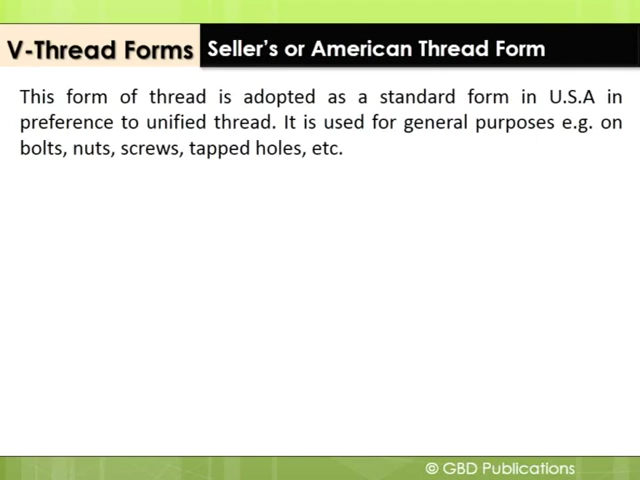 V-Thread Forms
Seller's or American Thread Form
This form of thread is adopted as a standard form in U.S.A in
preference to unified thread. It is used for general purposes e.g. on
bolts, nuts, screws, tapped holes, etc.
© GBD Publications